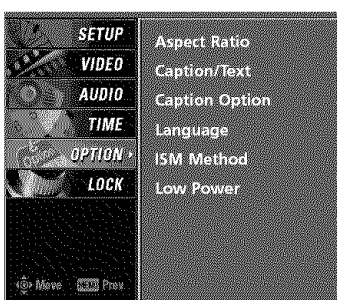 SETUP
VIDEO
AUDIO
TIME
OPTION
LOCK
Move
MENU Prev.
Aspect Ratio
Caption/Text
Caption Option
Language
ISM Method
Low Power